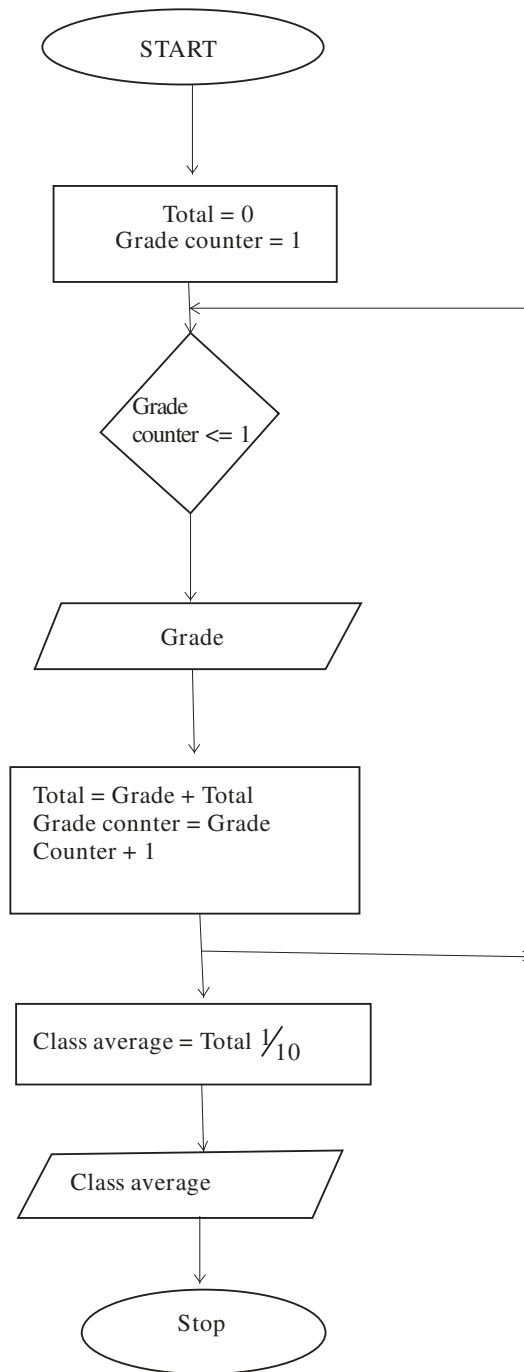 START
Total = 0
Grade counter = 1
Grade
counter <= 1
Grade
Total = Grade + Total
Grade connter = Grade
Counter + 1
Class average = Total 1/10
Class average
Stop